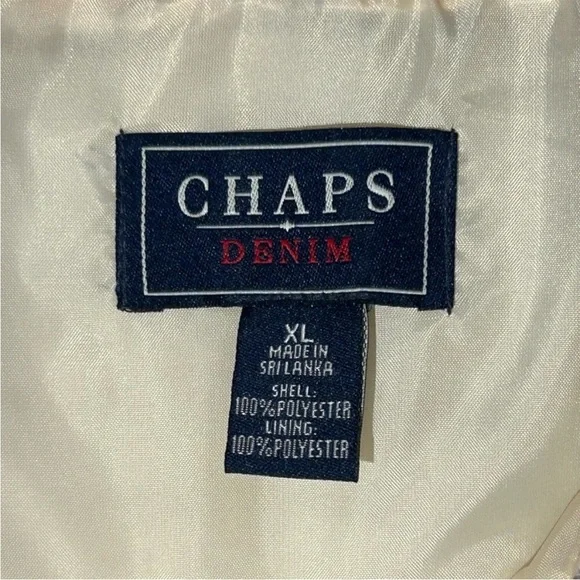 CHAPS
DENIM
XL
MADE IN
SRI LANKA
SHELL:
100%POLYESTER
LINING:
100%POLYESTER